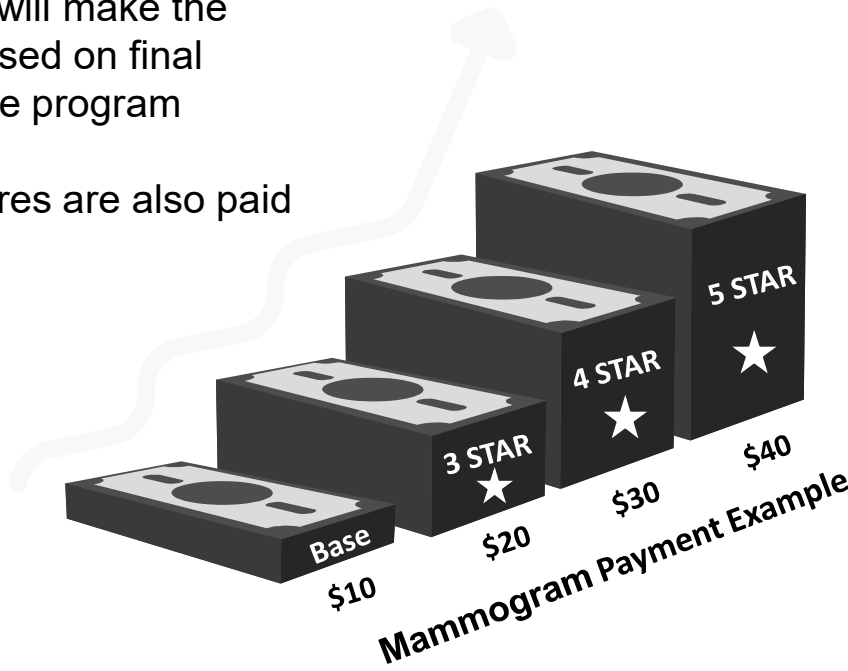 will make the
sed on final
e program
res are also paid
5 STAR
4 STAR
3 STAR
Base
$40
$30
$20
$10
Mammogram Payment Example